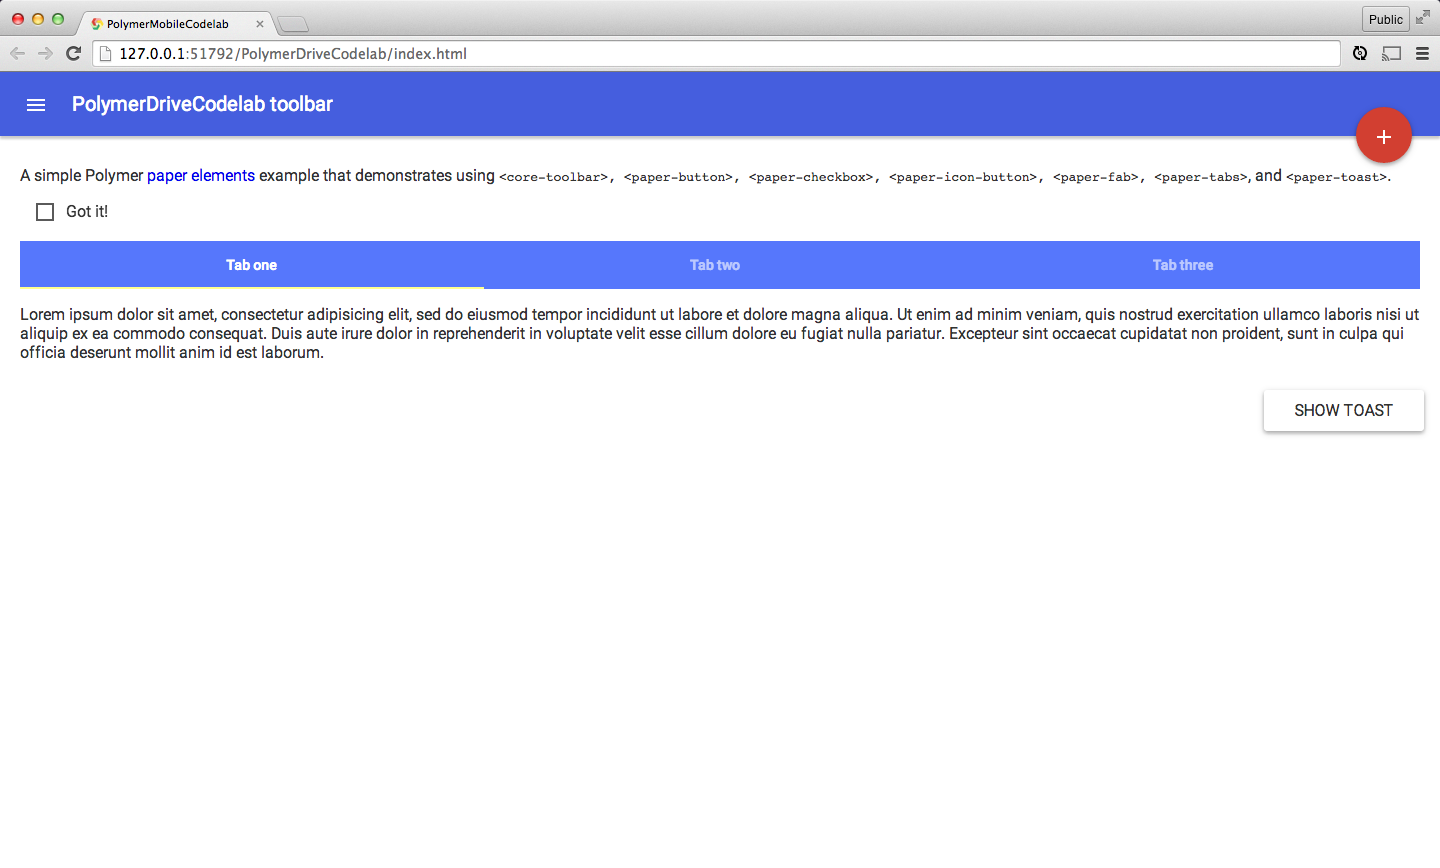 PolymerMobileCodelab
Public
127.0.0.1:51792/PolymerDriveCodelab/index.html
PolymerDriveCodelab toolbar
A simple Polymer paper elements example that demonstrates using <core-toolbar>, <paper-button>, <paper-checkbox>, <paper-icon-button>, <paper-fab>, <paper-tabs>, and <paper-toast>.
Got it!
Tab one Tab two Tab three
Lorem ipsum dolor sit amet, consectetur adipisicing elit, sed do eiusmod tempor incididunt ut labore et dolore magna aliqua. Ut enim ad minim veniam, quis nostrud exercitation ullamco laboris nisi ut
aliquip ex ea commodo consequat. Duis aute irure dolor in reprehenderit in voluptate velit esse cillum dolore eu fugiat nulla pariatur. Excepteur sint occaecat cupidatat non proident, sunt in culpa qui
officia deserunt mollit anim id est laborum.
SHOW TOAST